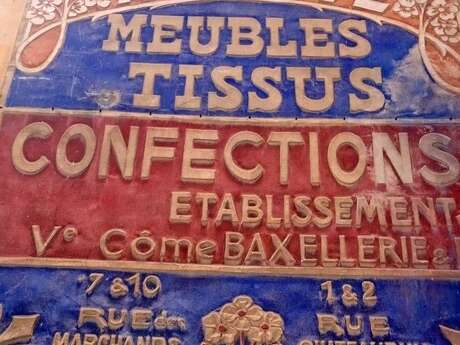 MEUBLES
TISSUS
CONFECTIONS
ETABLISSEMENT
Ve Côme BAXELLERIE &
7 & 10 1 & 2
RUE des RUE
MARCHANDS